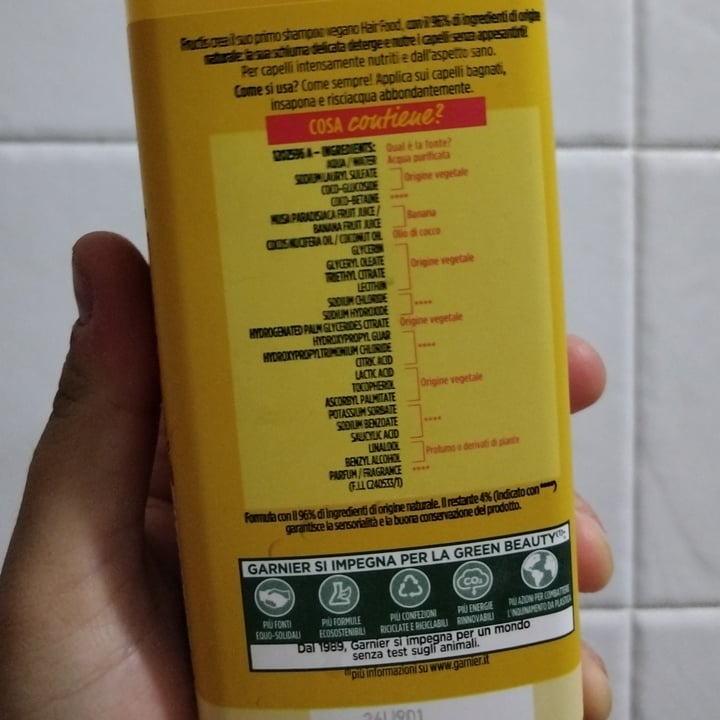 Fructis crea il suo primo shampoo vegano Hair Food, con il 96% di ingredienti di origine
naturale: la sua schiuma delicata deterge e nutre i capelli senza appesantirli.
Per capelli intensamente nutriti e dall'aspetto sano.
Come si usa? Come sempre! Applica sui capelli bagnati,
insapona e risciacqua abbondantemente.
COSA contiene?
1202596 A – INGREDIENTS: Qual è la fonte?
AQUA / WATER Acqua purificata
SODIUM LAURYL SULFATE
COCO-GLUCOSIDE Origine vegetale
COCO-BETAINE ****
MUSA PARADISIACA FRUIT JUICE /
BANANA FRUIT JUICE Banana
COCOS NUCIFERA OIL / COCONUT OIL Olio di cocco
GLYCERIN
GLYCERYL OLEATE Origine vegetale
TRIETHYL CITRATE
LECITHIN
SODIUM CHLORIDE ****
SODIUM HYDROXIDE
HYDROGENATED PALM GLYCERIDES CITRATE Origine vegetale
HYDROXYPROPYL GUAR
HYDROXYPROPYLTRIMONIUM CHLORIDE ****
CITRIC ACID
LACTIC ACID
TOCOPHEROL Origine vegetale
ASCORBYL PALMITATE
POTASSIUM SORBATE
SODIUM BENZOATE ****
SALICYLIC ACID
LINALOOL Profumo o derivati di piante
BENZYL ALCOHOL
PARFUM / FRAGRANCE ****
(F.I.L. C240533/1)
Formula con il 96% di ingredienti di origine naturale. Il restante 4% (indicato con ****)
garantisce la sensorialità e la buona conservazione del prodotto.
GARNIER SI IMPEGNA PER LA GREEN BEAUTY
CO₂
PIÙ FONTI
EQUO-SOLIDALI
PIÙ FORMULE
ECOSOSTENIBILI
PIÙ CONFEZIONI
RICICLATE E RICICLABILI
PIÙ ENERGIE
RINNOVABILI
PIÙ AZIONI PER COMBATTERE
L'INQUINAMENTO DA PLASTICA
Dal 1989, Garnier si impegna per un mondo
senza test sugli animali.
più informazioni su www.garnier.it